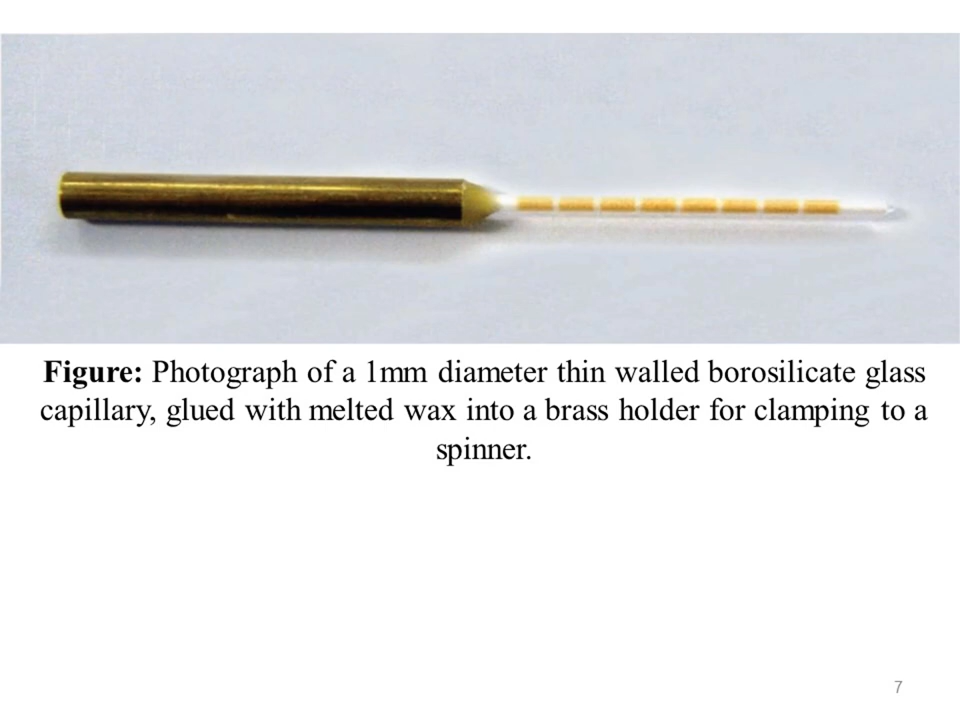 Figure: Photograph of a 1mm diameter thin walled borosilicate glass
capillary, glued with melted wax into a brass holder for clamping to a
spinner.
7